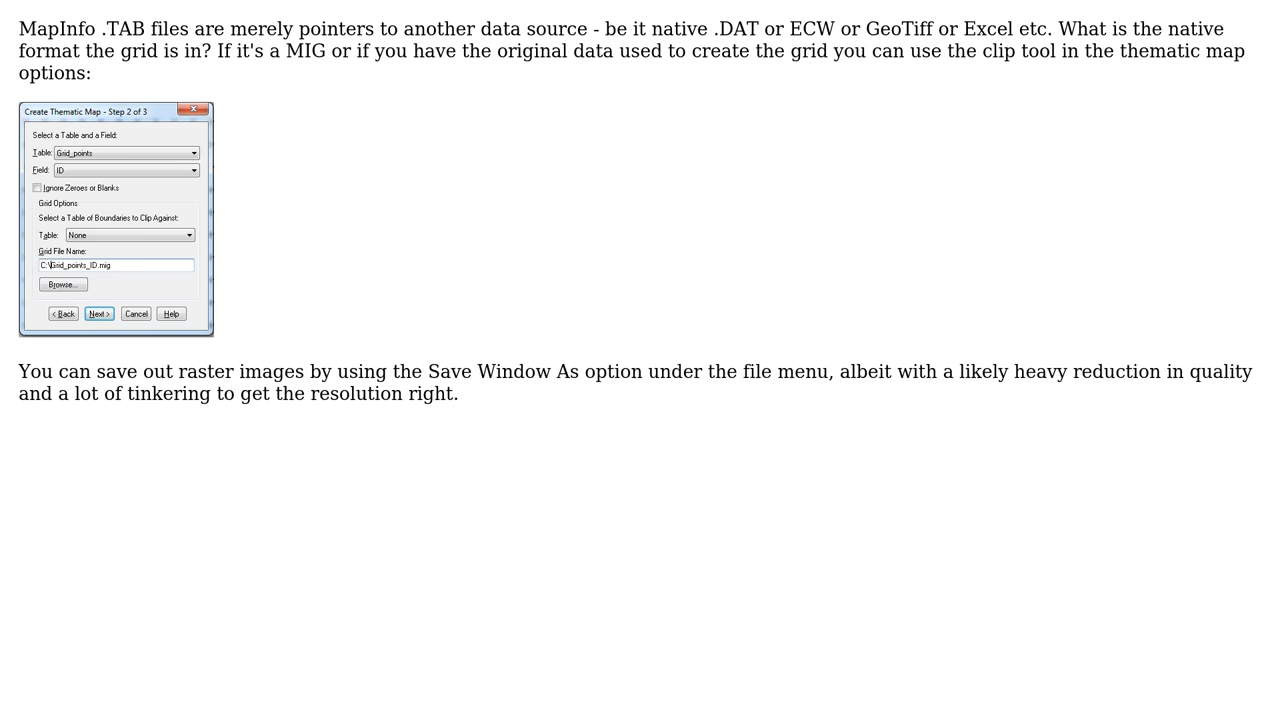 MapInfo .TAB files are merely pointers to another data source - be it native .DAT or ECW or GeoTiff or Excel etc. What is the native
format the grid is in? If it's a MIG or if you have the original data used to create the grid you can use the clip tool in the thematic map
options:
Create Thematic Map - Step 2 of 3
Select a Table and a Field:
Table: Grid_points
Field: ID
Ignore Zeroes or Blanks
Grid Options
Select a Table of Boundaries to Clip Against:
Table: None
Grid File Name:
C:\Grid_points_ID.mig
Browse...
< Back Next > Cancel Help
You can save out raster images by using the Save Window As option under the file menu, albeit with a likely heavy reduction in quality
and a lot of tinkering to get the resolution right.